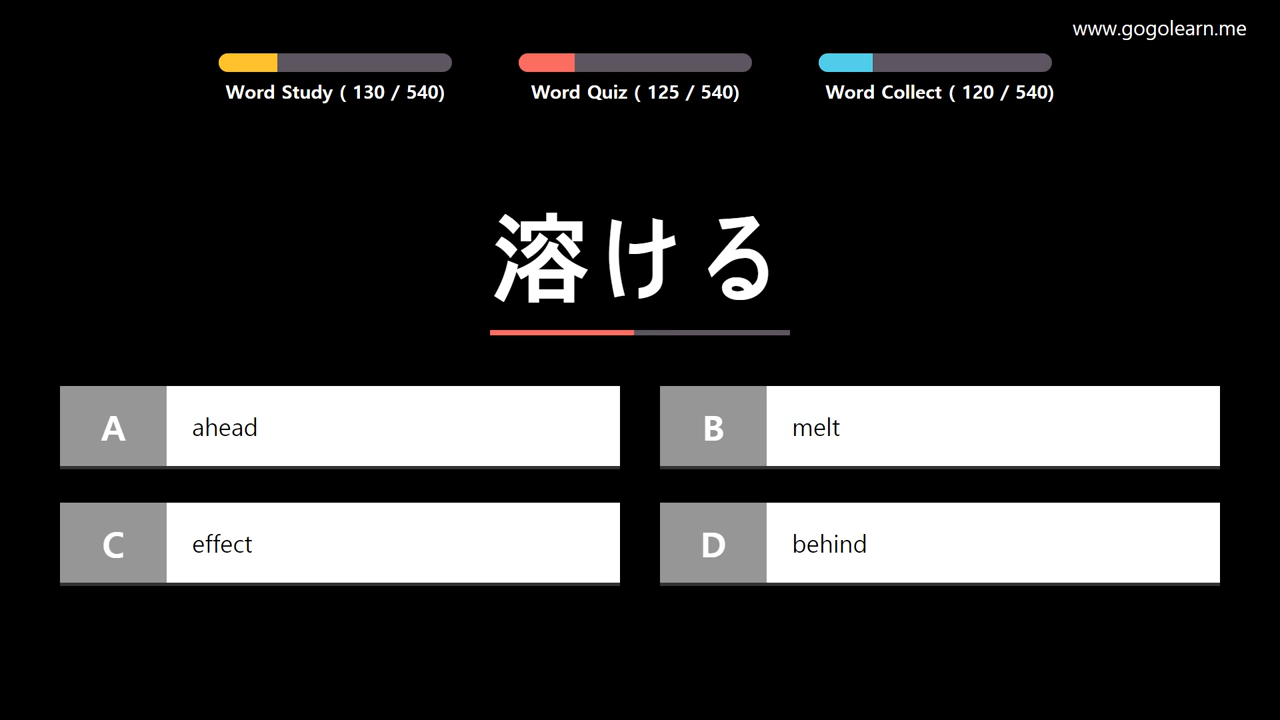 www.gogolearn.me
Word Study ( 130 / 540)
Word Quiz ( 125 / 540)
Word Collect ( 120 / 540)
溶ける
A ahead
B melt
C effect
D behind